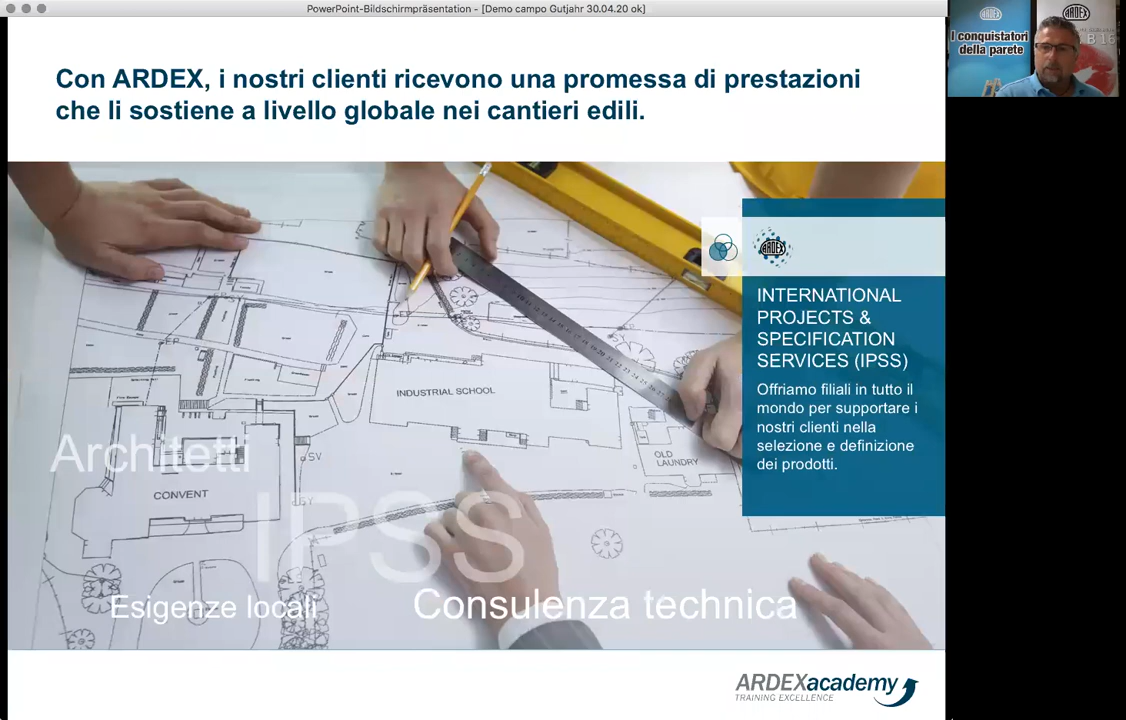 PowerPoint-Bildschirmpräsentation - [Demo campo Gutjahr 30.04.20 ok]
I conquistatori
della parete
ARDEX
Con ARDEX, i nostri clienti ricevono una promessa di prestazioni
che li sostiene a livello globale nei cantieri edili.
ARDEX
INTERNATIONAL
PROJECTS &
SPECIFICATION
SERVICES (IPSS)
Offriamo filiali in tutto il
mondo per supportare i
nostri clienti nella
selezione e definizione
dei prodotti.
INDUSTRIAL SCHOOL
OLD
LAUNDRY
CONVENT
SV
Architetti
IPSS
Esigenze locali
Consulenza technica
ARDEXacademy
TRAINING EXCELLENCE